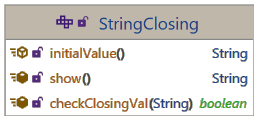 StringClosing
initialValue() String
show() String
checkClosingVal(String) boolean